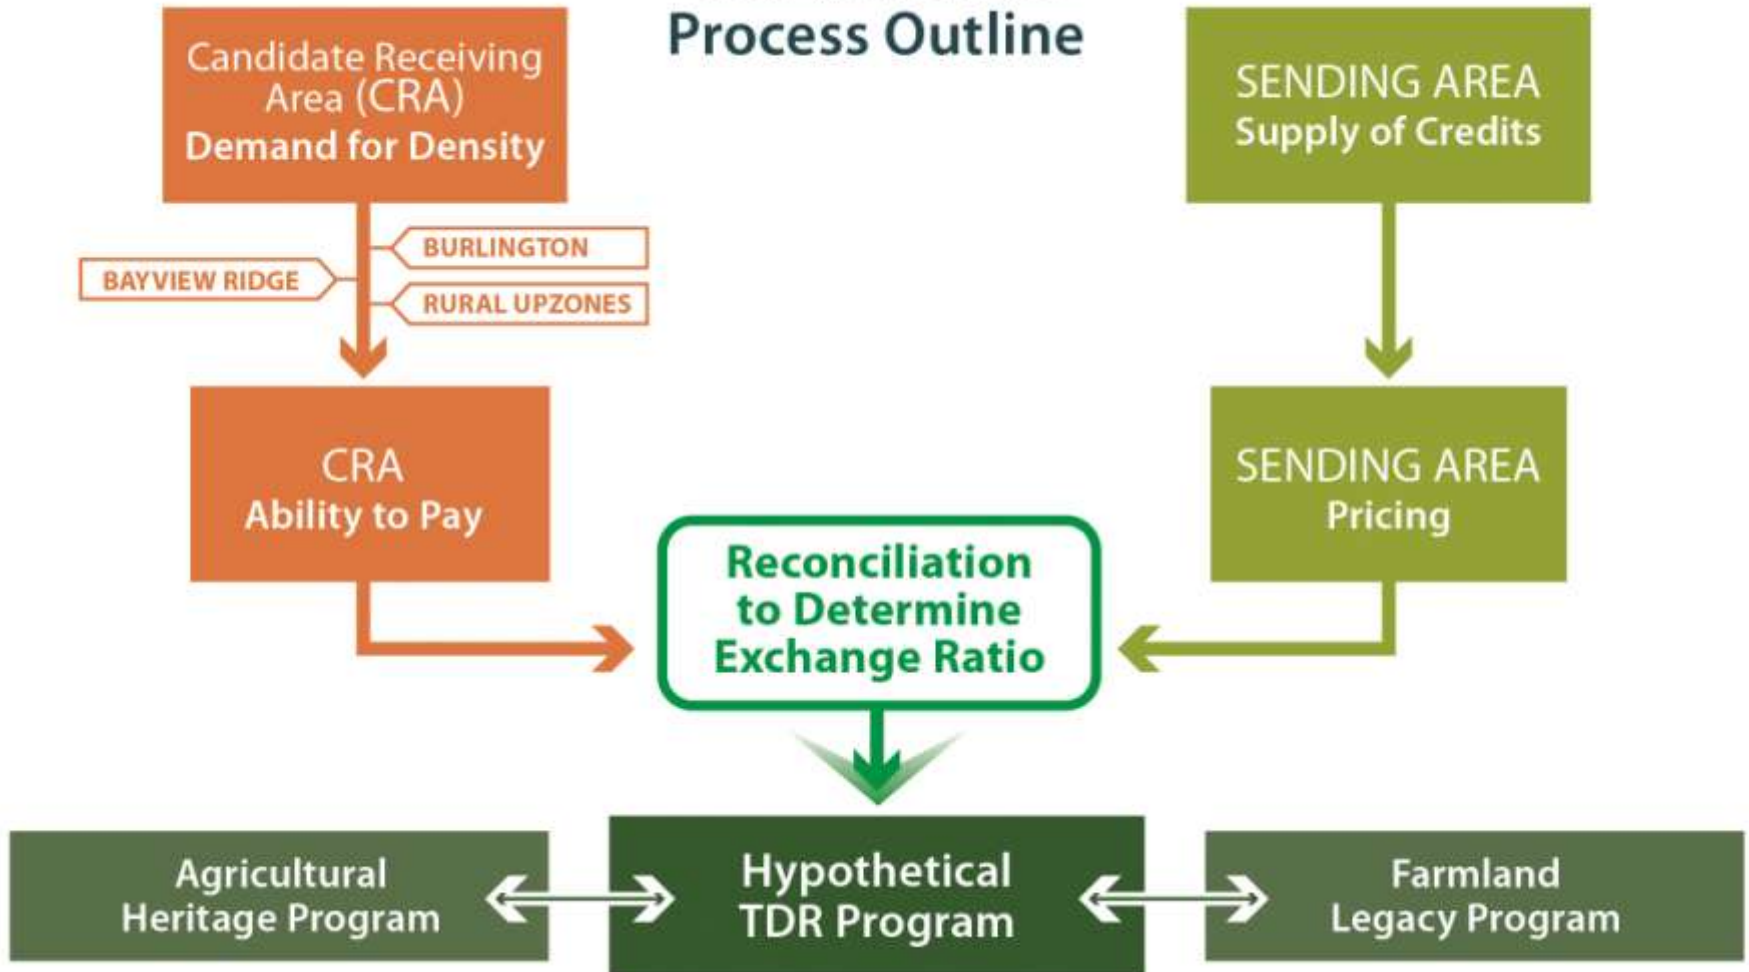 Process Outline
Candidate Receiving
Area (CRA)
Demand for Density
SENDING AREA
Supply of Credits
BURLINGTON
BAYVIEW RIDGE
RURAL UPZONES
CRA
Ability to Pay
SENDING AREA
Pricing
Reconciliation
to Determine
Exchange Ratio
Agricultural
Heritage Program
Hypothetical
TDR Program
Farmland
Legacy Program